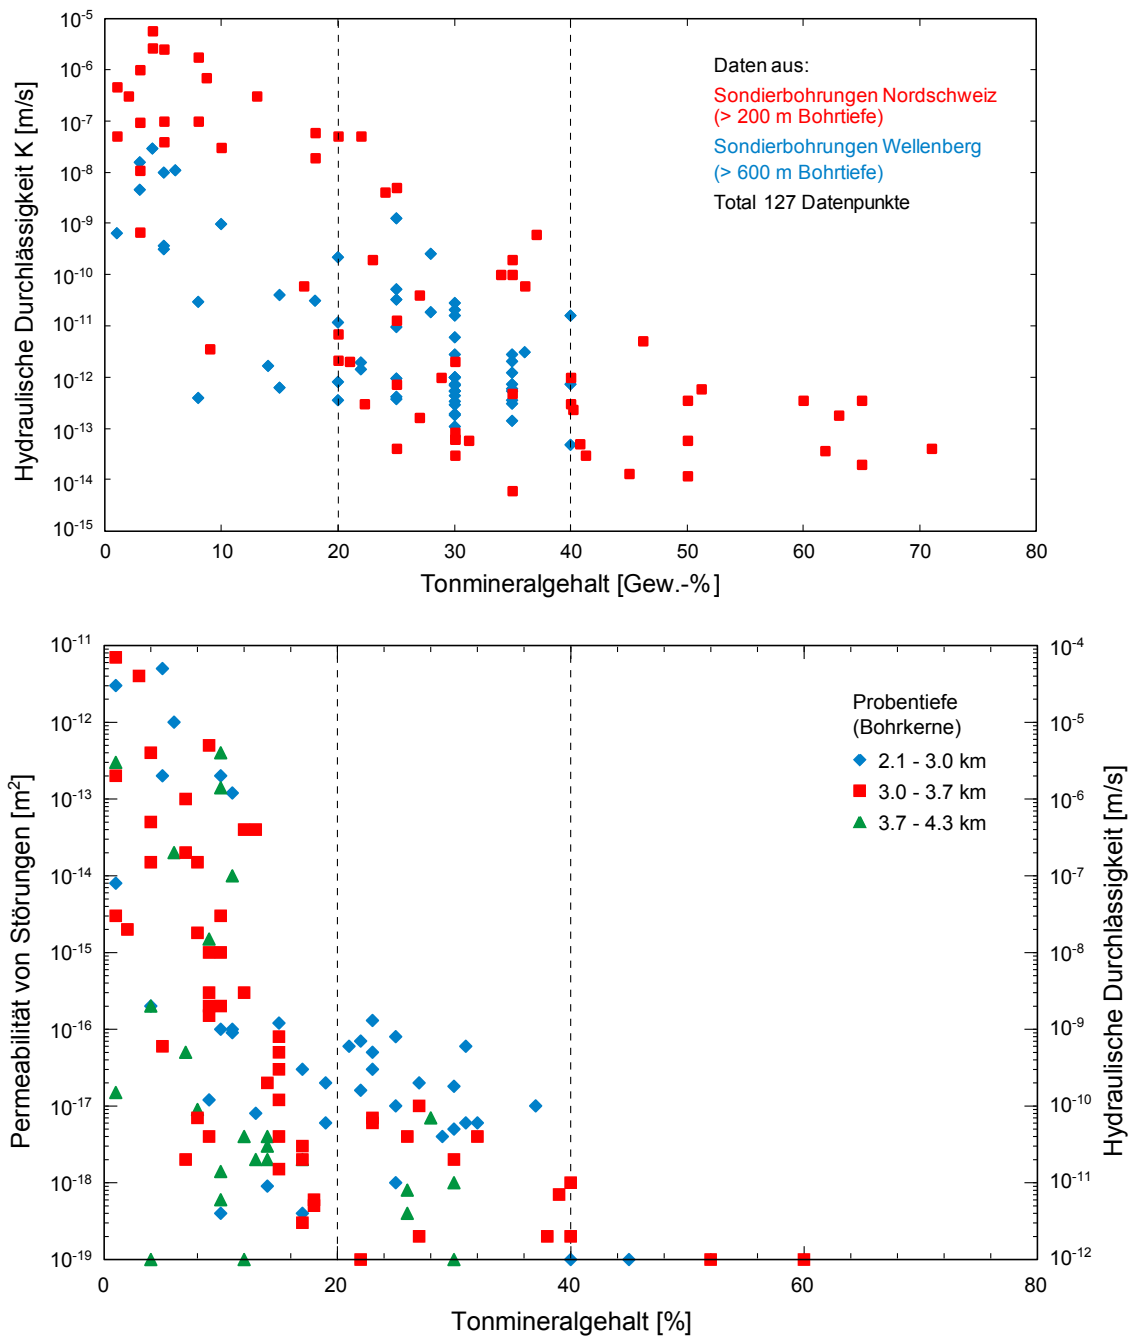 10-5
10-6
10-7
10-8
10-9
10-10
10-11
10-12
10-13
10-14
10-15
Hydraulische Durchlässigkeit K [m/s]
Daten aus:
Sondierbohrungen Nordschweiz
(> 200 m Bohrtiefe)
Sondierbohrungen Wellenberg
(> 600 m Bohrtiefe)
Total 127 Datenpunkte
0 10 20 30 40 50 60 70 80
Tonmineralgehalt [Gew.-%]
10-11
10-12
10-13
10-14
10-15
10-16
10-17
10-18
10-19
Permeabilität von Störungen [m2]
Probentiefe
(Bohrkerne)
2.1 - 3.0 km
3.0 - 3.7 km
3.7 - 4.3 km
10-4
10-5
10-6
10-7
10-8
10-9
10-10
10-11
10-12
Hydraulische Durchlässigkeit [m/s]
0 20 40 60 80
Tonmineralgehalt [%]